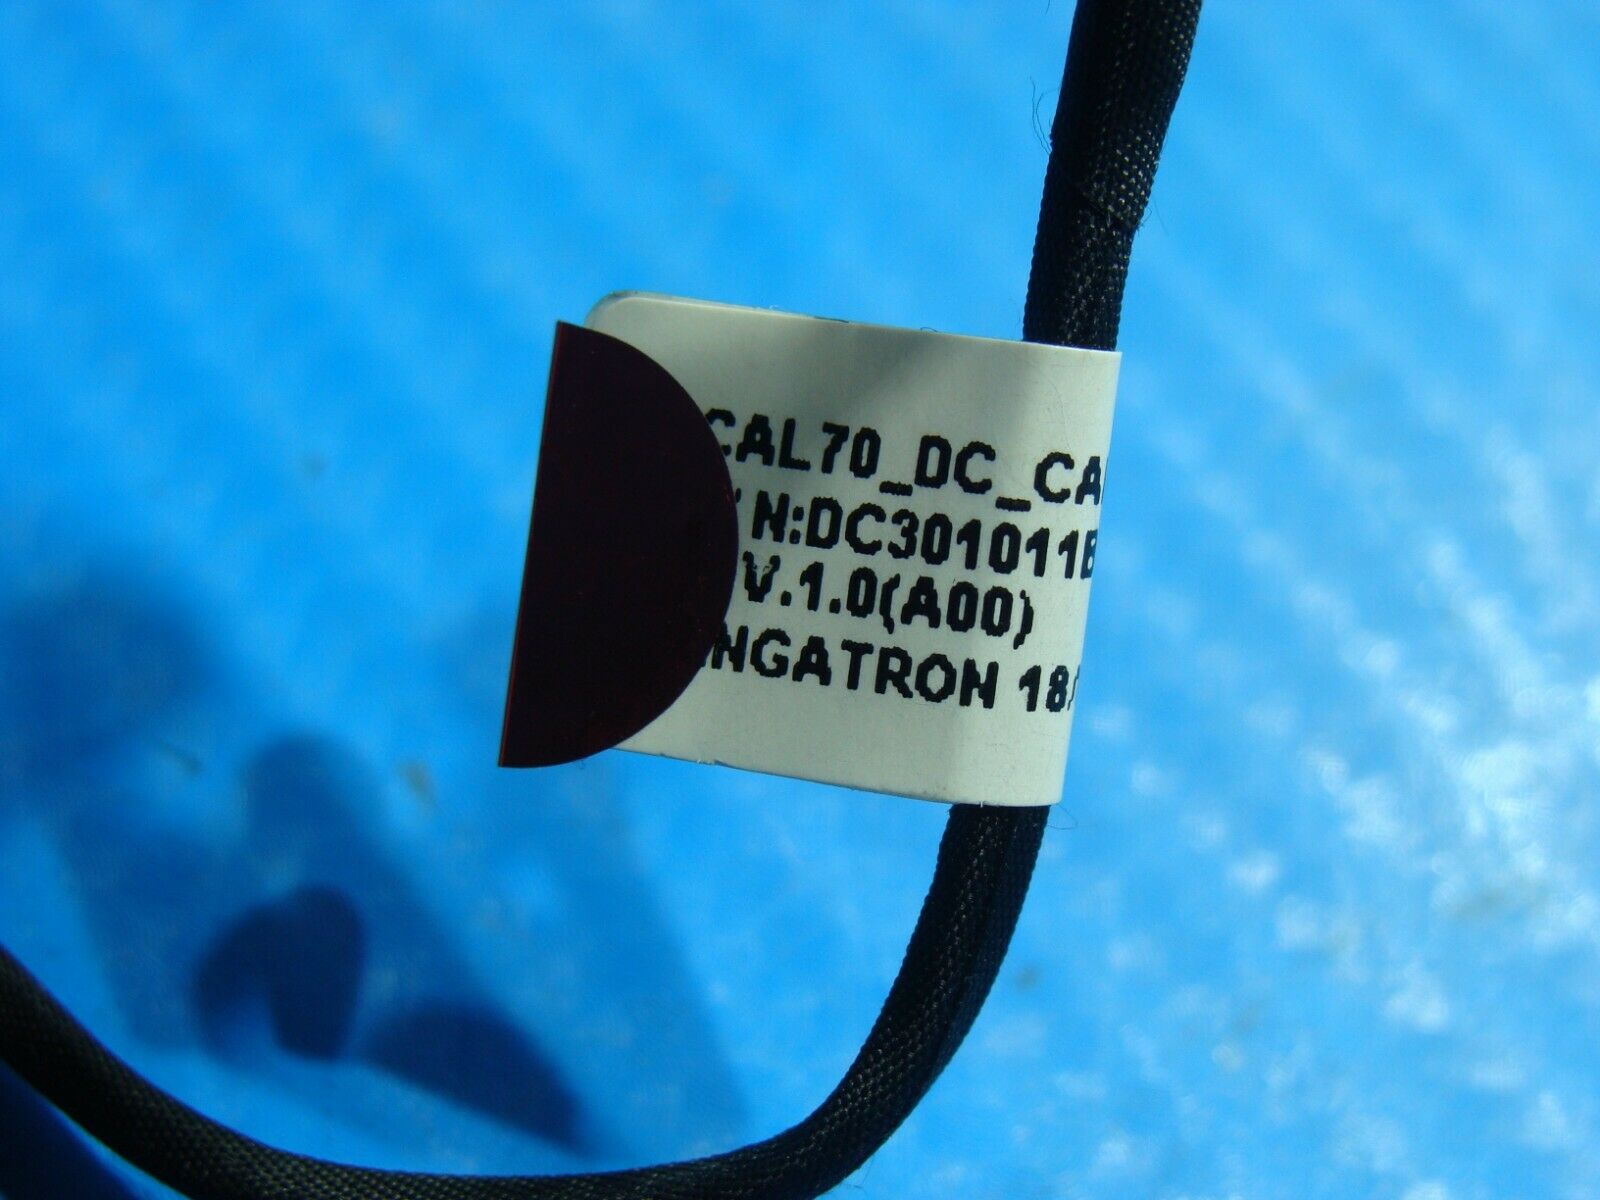 CAL70_DC_CA
N:DC301011B
V.1.0(A00)
NGATRON 18